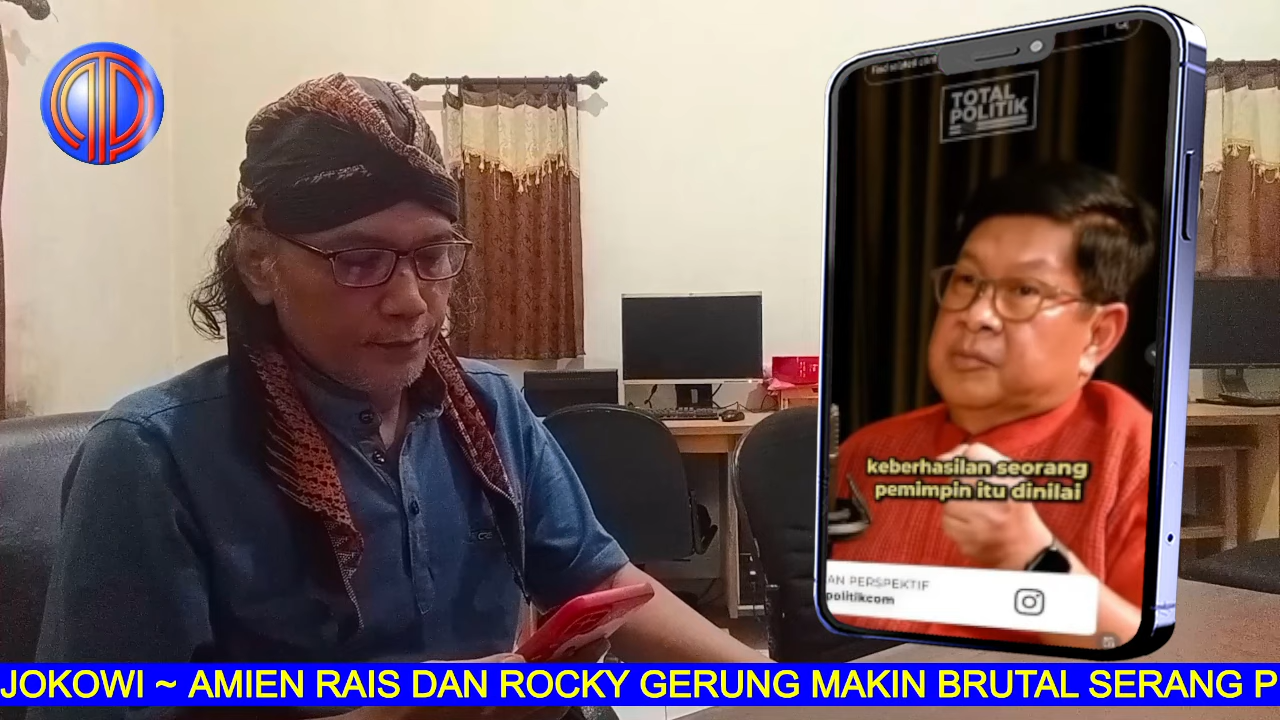 TOTAL
POLITIK
keberhasilan seorang
pemimpin itu dinilai
AN PERSPEKTIF
politikcom
JOKOWI ~ AMIEN RAIS DAN ROCKY GERUNG MAKIN BRUTAL SERANG P